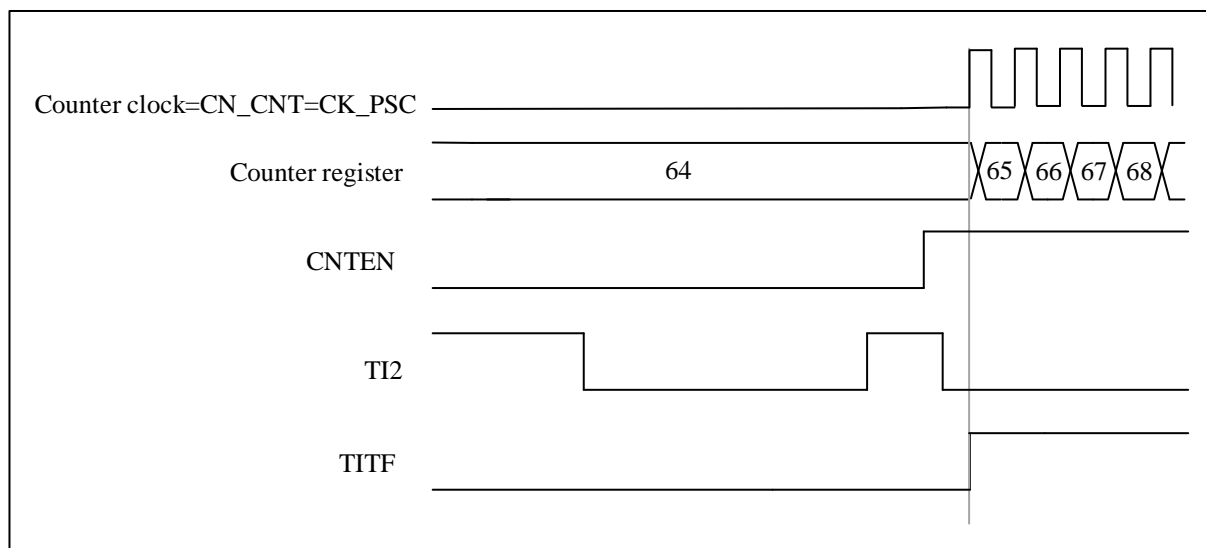 Counter clock=CN_CNT=CK_PSC
Counter register 64 65 66 67 68
CNTEN
TI2
TITF